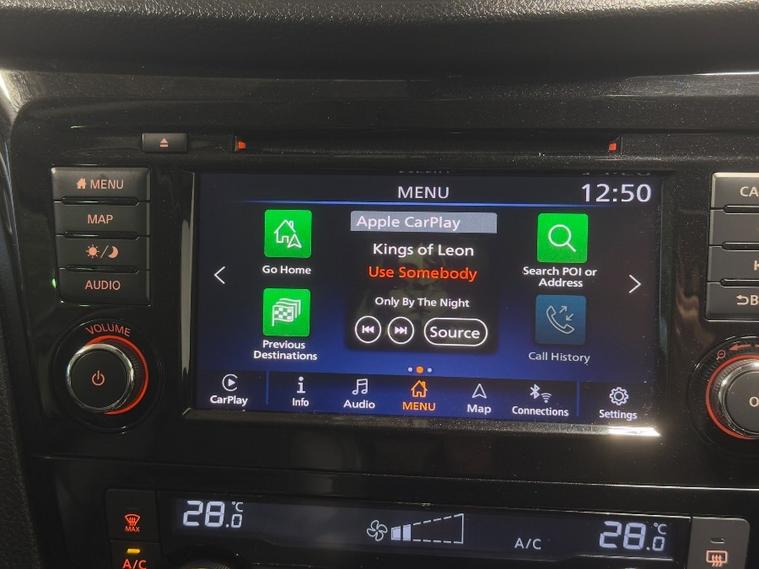 MENU
MAP
AUDIO
VOLUME
MENU
12:50
Go Home
Previous
Destinations
Apple CarPlay
Kings of Leon
Use Somebody
Only By The Night
Source
Search POI or
Address
Call History
CarPlay
Info
Audio
MENU
Map
Connections
Settings
CA
B
28.0°C
A/C
28.0°C
MAX
A/C